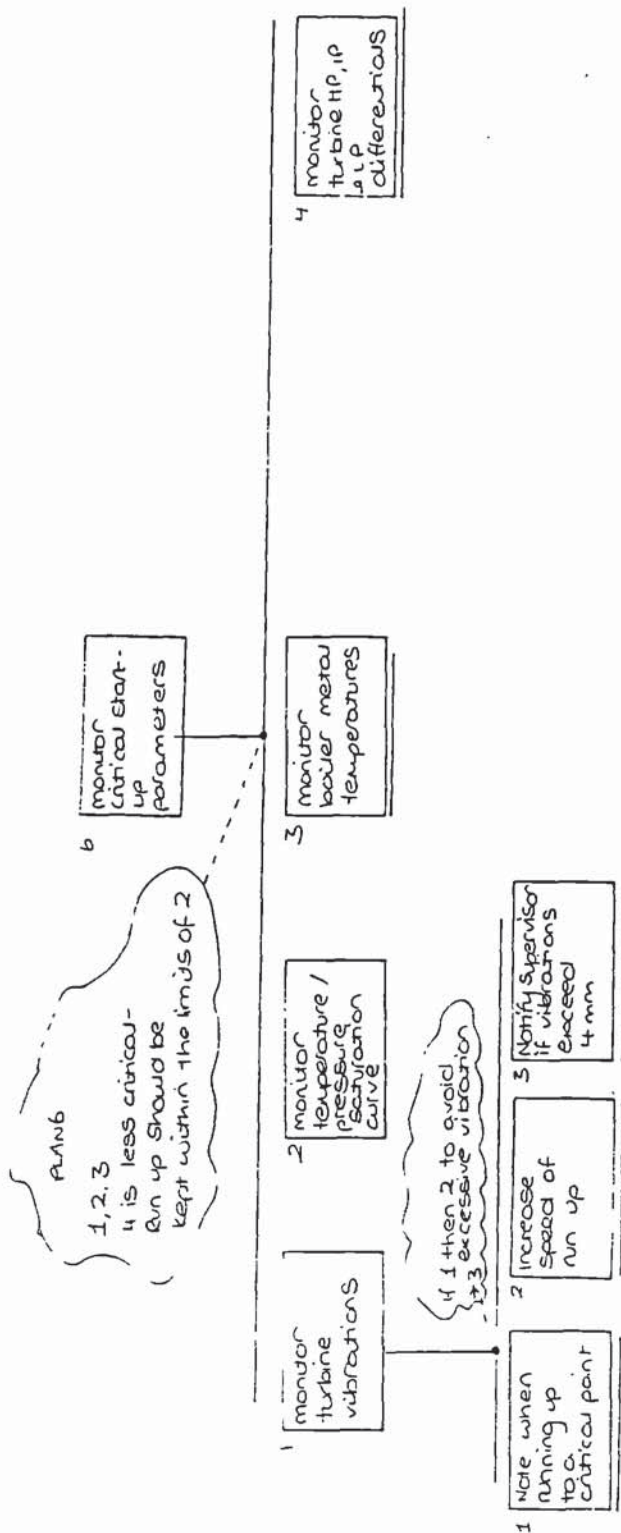 PLAN 6
1, 2, 3
4 is less critical-
Run up should be
kept within the limits of 2
6
monitor
critical start-
up
parameters
1
monitor
turbine
vibrations
2
monitor
temperature /
pressure
saturation
curve
3
monitor
boiler metal
temperatures
4
monitor
turbine HP, IP
& LP
differentials
if 1 then 2 to avoid
excessive vibration
1+3
1
Note when
running up
to a
critical point
2
increase
speed of
run up
3
Notify supervisor
if vibrations
exceed
4mm